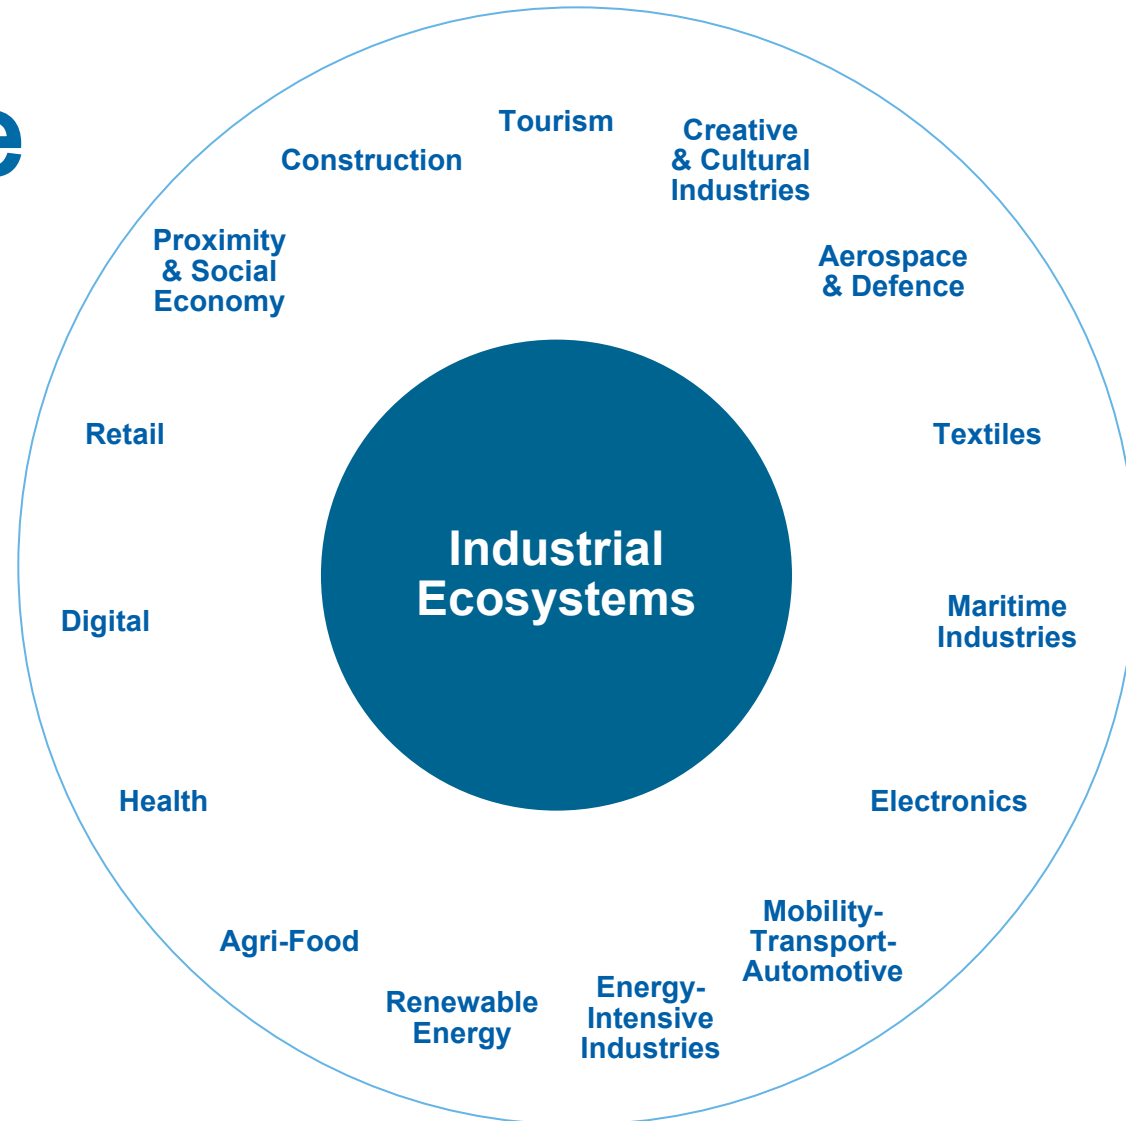 e
Tourism
Creative
& Cultural
Industries
Construction
Proximity
& Social
Economy
Aerospace
& Defence
Retail
Textiles
Industrial
Ecosystems
Digital
Maritime
Industries
Health
Electronics
Agri-Food
Mobility-
Transport-
Automotive
Renewable
Energy
Energy-
Intensive
Industries